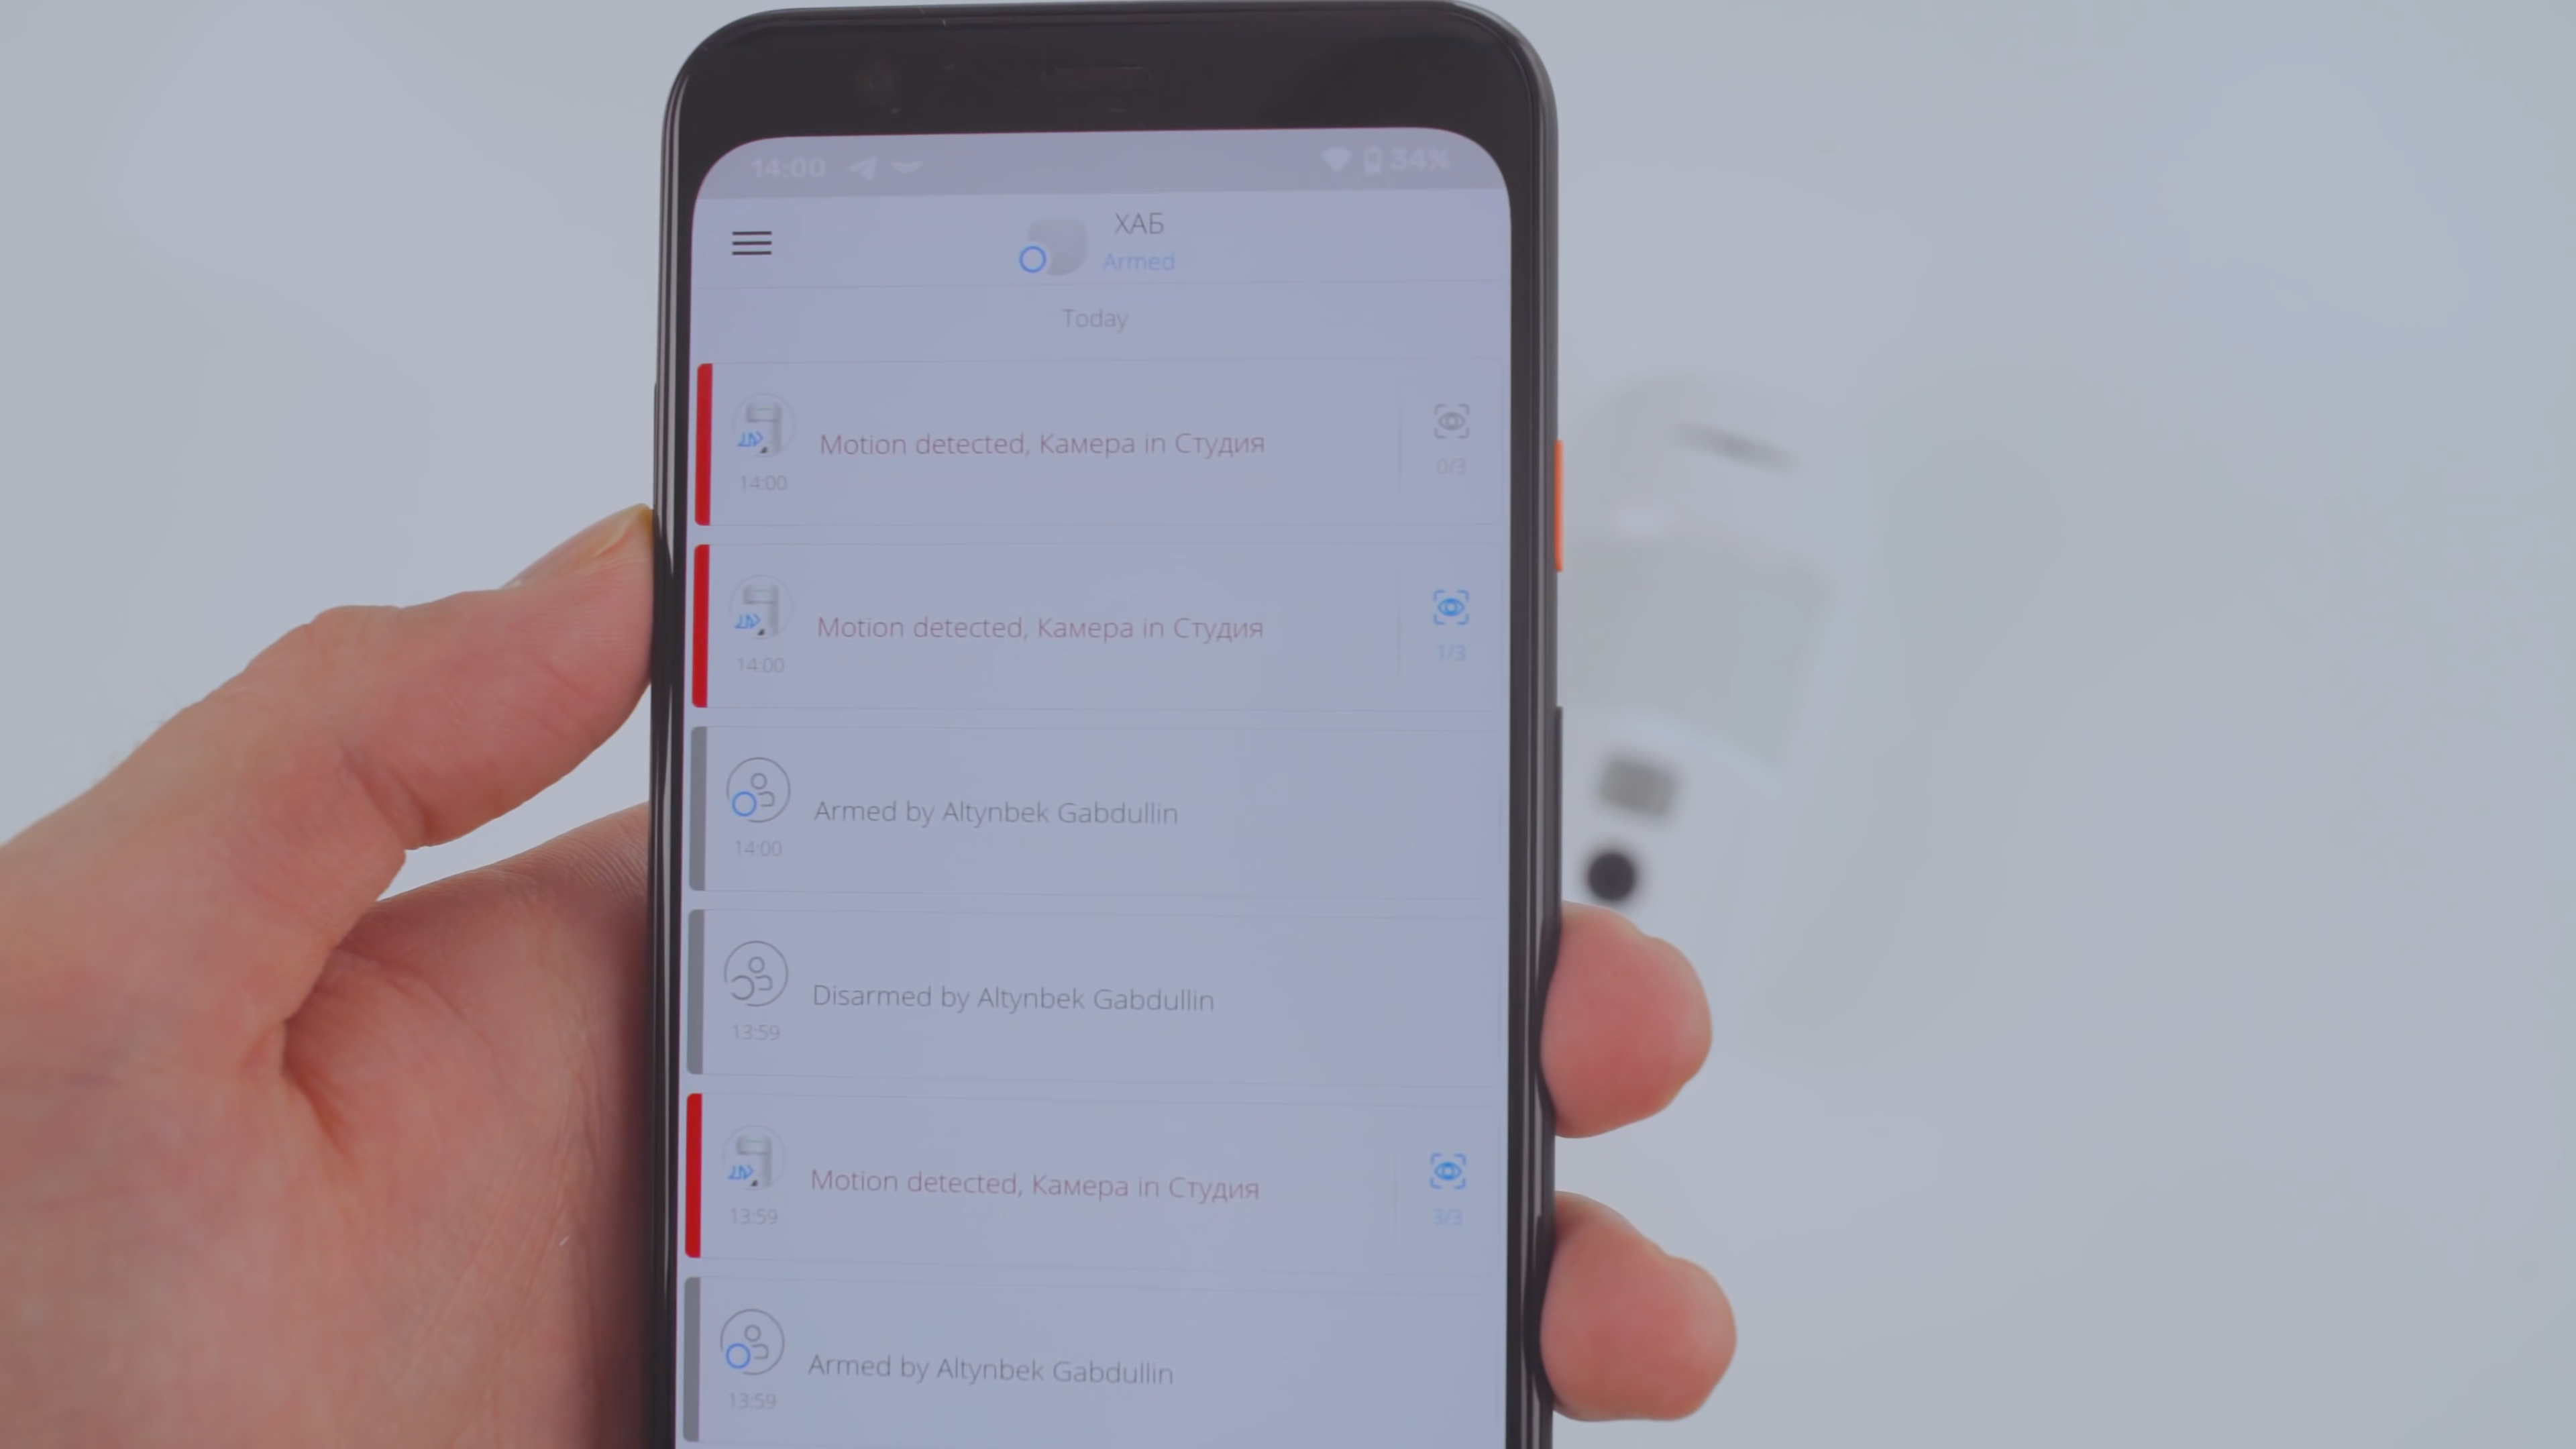 14:00 34%
ХАБ
Armed
Today
Motion detected, Камера in Студия
14:00
0/3
Motion detected, Камера in Студия
14:00
1/3
Armed by Altynbek Gabdullin
14:00
Disarmed by Altynbek Gabdullin
13:59
Motion detected, Камера in Студия
13:59
3/3
Armed by Altynbek Gabdullin
13:59